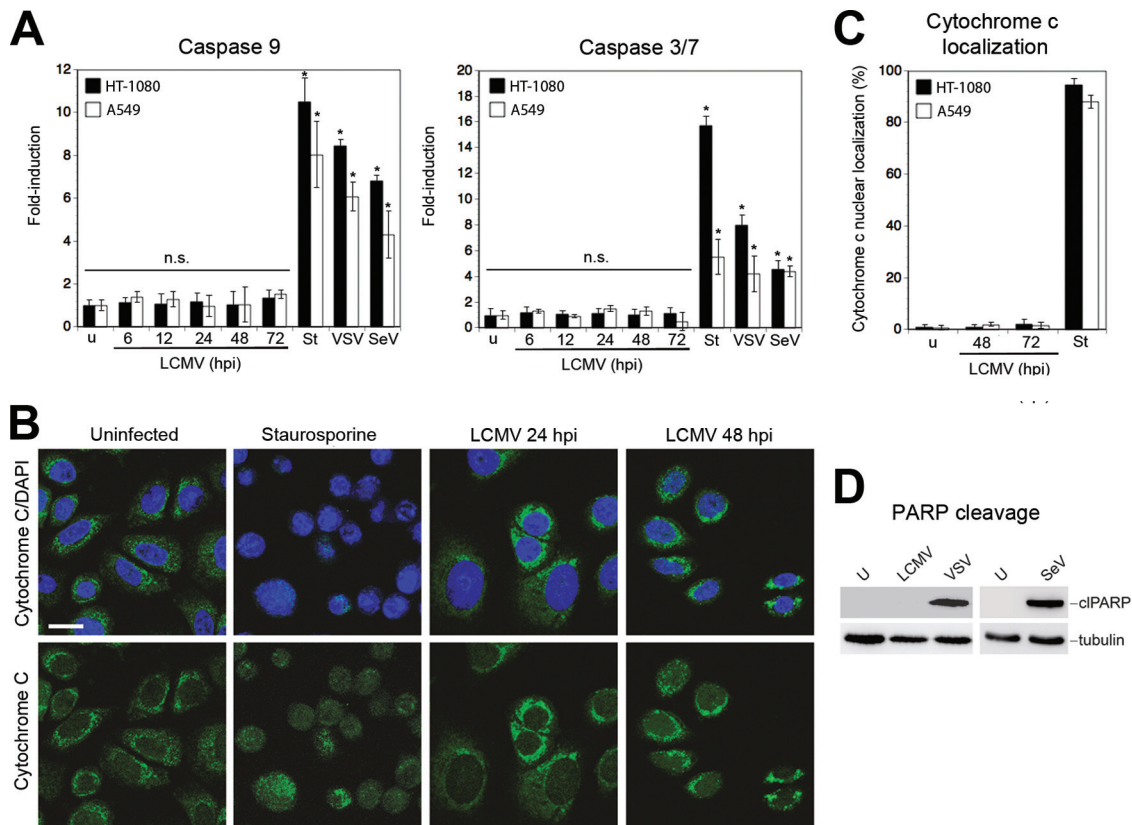 A
Caspase 9
Fold-induction
12
10
8
6
4
2
0
HT-1080
A549
n.s.
* * * * * *
u 6 12 24 48 72 St VSV SeV
LCMV (hpi)
Caspase 3/7
Fold-induction
20
18
16
14
12
10
8
6
4
2
0
HT-1080
A549
n.s.
* * * * * *
u 6 12 24 48 72 St VSV SeV
LCMV (hpi)
C
Cytochrome c
localization
Cytochrome c nuclear localization (%)
100
80
60
40
20
0
HT-1080
A549
u 48 72 St
LCMV (hpi)
B
Uninfected Staurosporine LCMV 24 hpi LCMV 48 hpi
Cytochrome C/DAPI
Cytochrome C
D
PARP cleavage
U LCMV VSV U SeV
clPARP
tubulin